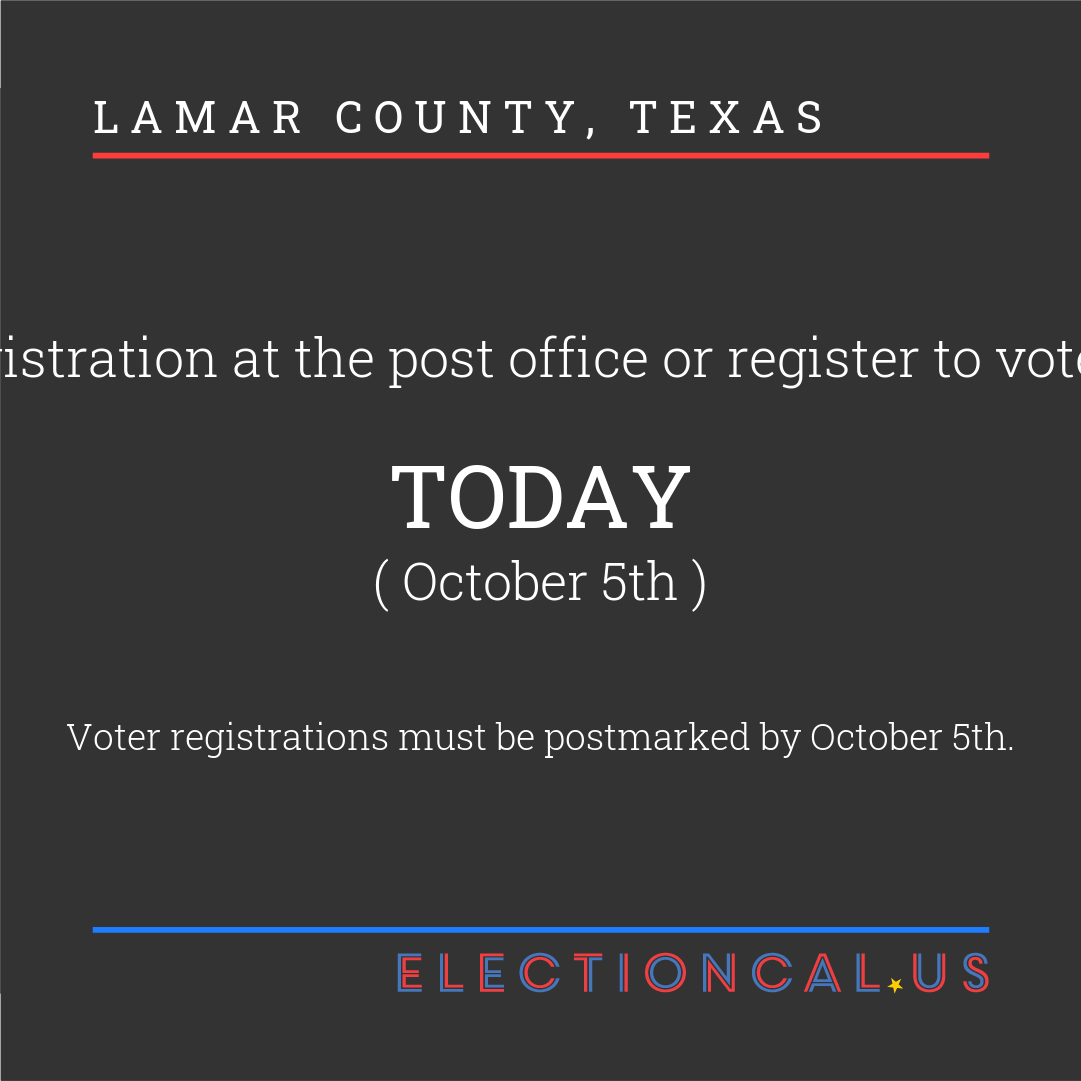 LAMAR COUNTY, TEXAS
istration at the post office or register to vote
TODAY
( October 5th )
Voter registrations must be postmarked by October 5th.
ELECTIONCAL.US